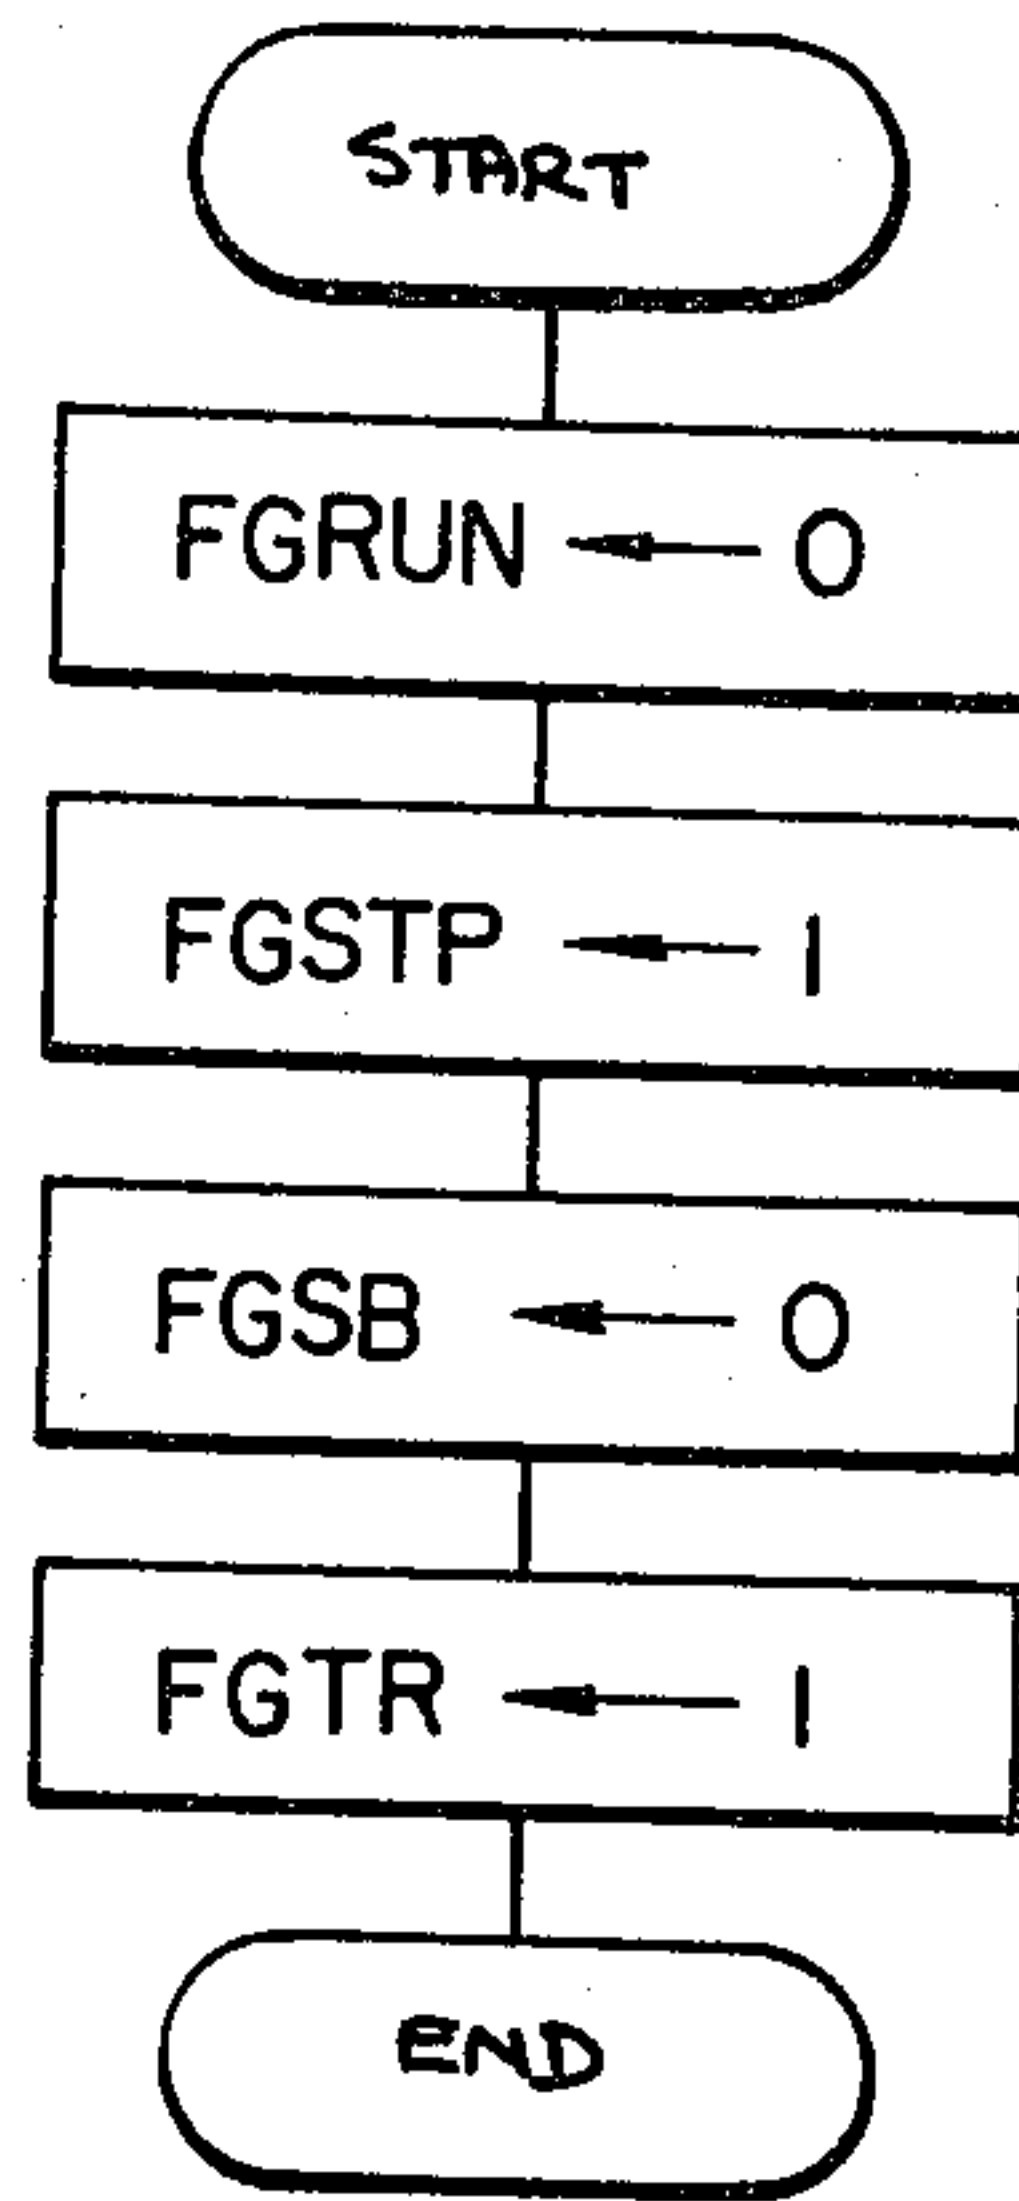 START
FGRUN ← 0
FGSTP ← 1
FGSB ← 0
FGTR ← 1
END